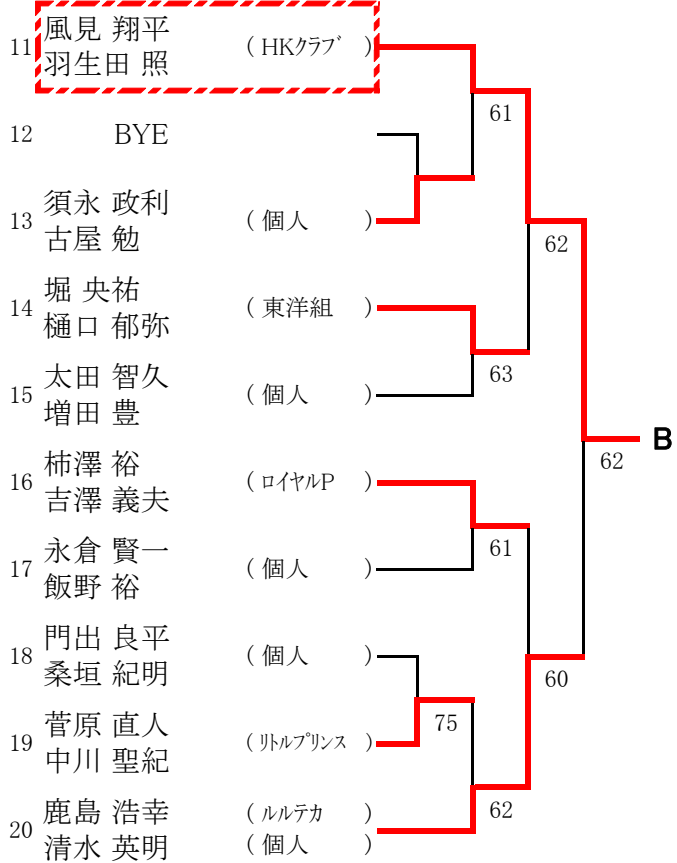 11 風見 翔平 羽生田 照 ( HKクラブ )
61
12 BYE
13 須永 政利 古屋 勉 ( 個人 )
62
14 堀 央祐 樋口 郁弥 ( 東洋組 )
63
15 太田 智久 増田 豊 ( 個人 )
62 B
16 柿澤 裕 吉澤 義夫 ( ロイヤルP )
61
17 永倉 賢一 飯野 裕 ( 個人 )
18 門出 良平 桑垣 紀明 ( 個人 )
60
75
19 菅原 直人 中川 聖紀 ( リトルプリンス )
62
20 鹿島 浩幸 ( ルルテカ )
清水 英明 ( 個人 )